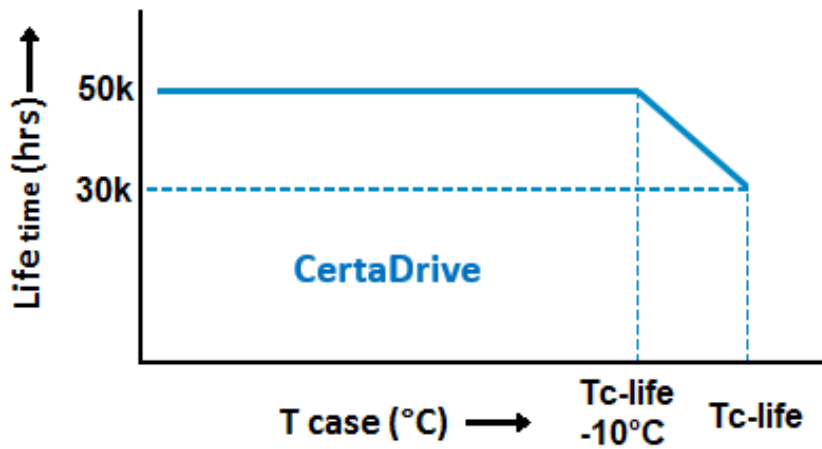 Life time (hrs)
50k
30k
CertaDrive
T case (°C)
Tc-life
-10°C
Tc-life